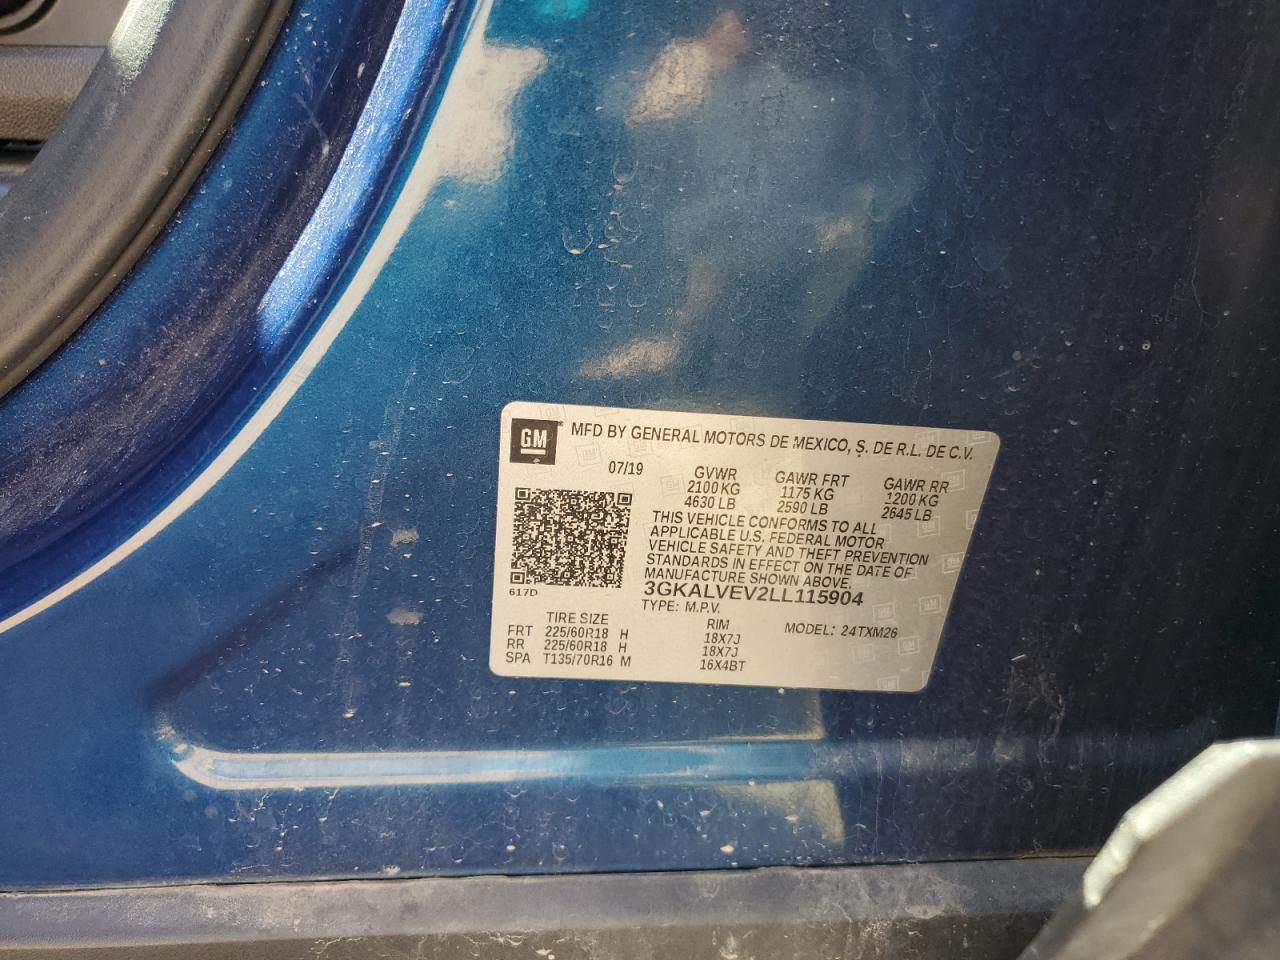 GM
MFD BY GENERAL MOTORS DE MEXICO, S. DE R.L. DE C.V.
07/19 GVWR GAWR FRT GAWR RR
2100 KG 1175 KG 1200 KG
4630 LB 2590 LB 2645 LB
THIS VEHICLE CONFORMS TO ALL
APPLICABLE U.S. FEDERAL MOTOR
VEHICLE SAFETY AND THEFT PREVENTION
STANDARDS IN EFFECT ON THE DATE OF
MANUFACTURE SHOWN ABOVE.
617D
3GKALVEV2LL115904
TYPE: M.P.V.
TIRE SIZE RIM MODEL: 24TXM26
FRT 225/60R18 H 18X7J
RR 225/60R18 H 18X7J
SPA T135/70R16 M 16X4BT